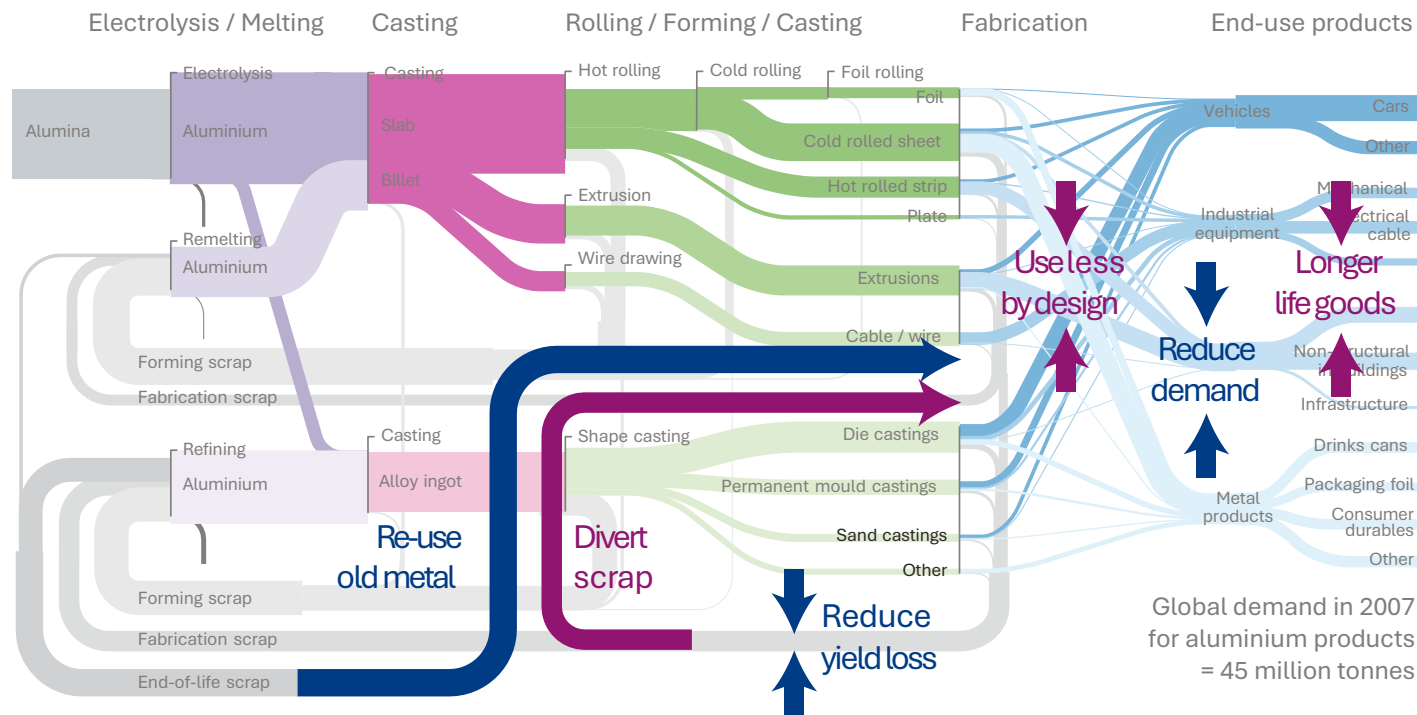 Electrolysis / Melting
Casting
Rolling / Forming / Casting
Fabrication
End-use products
Electrolysis
Casting
Hot rolling
Cold rolling
Foil rolling
Foil
Alumina
Aluminium
Slab
Cold rolled sheet
Vehicles
Cars
Other
Billet
Extrusion
Hot rolled strip
Plate
Mechanical
Industrial
equipment
Electrical
cable
Remelting
Aluminium
Wire drawing
Extrusions
Cable / wire
Use less
by design
Longer
life goods
Reduce
demand
Non-structural
in buildings
Infrastructure
Forming scrap
Fabrication scrap
Refining
Aluminium
Casting
Alloy ingot
Shape casting
Die castings
Permanent mould castings
Sand castings
Other
Metal
products
Drinks cans
Packaging foil
Consumer
durables
Other
Re-use
old metal
Divert
scrap
Forming scrap
Fabrication scrap
End-of-life scrap
Reduce
yield loss
Global demand in 2007
for aluminium products
= 45 million tonnes